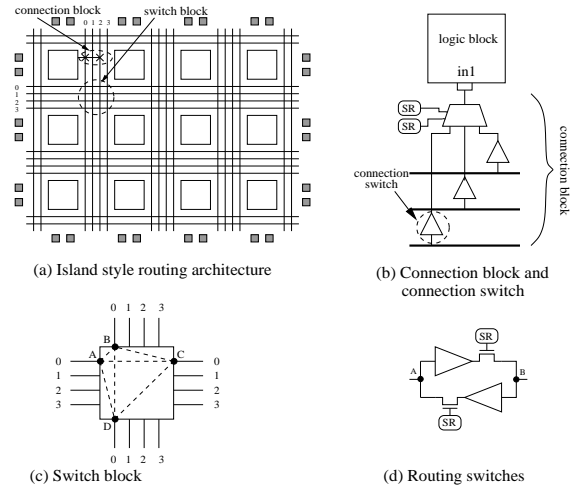 connection block
switch block
0 1 2 3
0
1
2
3
(a) Island style routing architecture
logic block
in1
SR
SR
connection
switch
connection block
(b) Connection block and
connection switch
0 1 2 3
B
A
C
D
0
1
2
3
0
1
2
3
0 1 2 3
(c) Switch block
SR
A
B
SR
(d) Routing switches